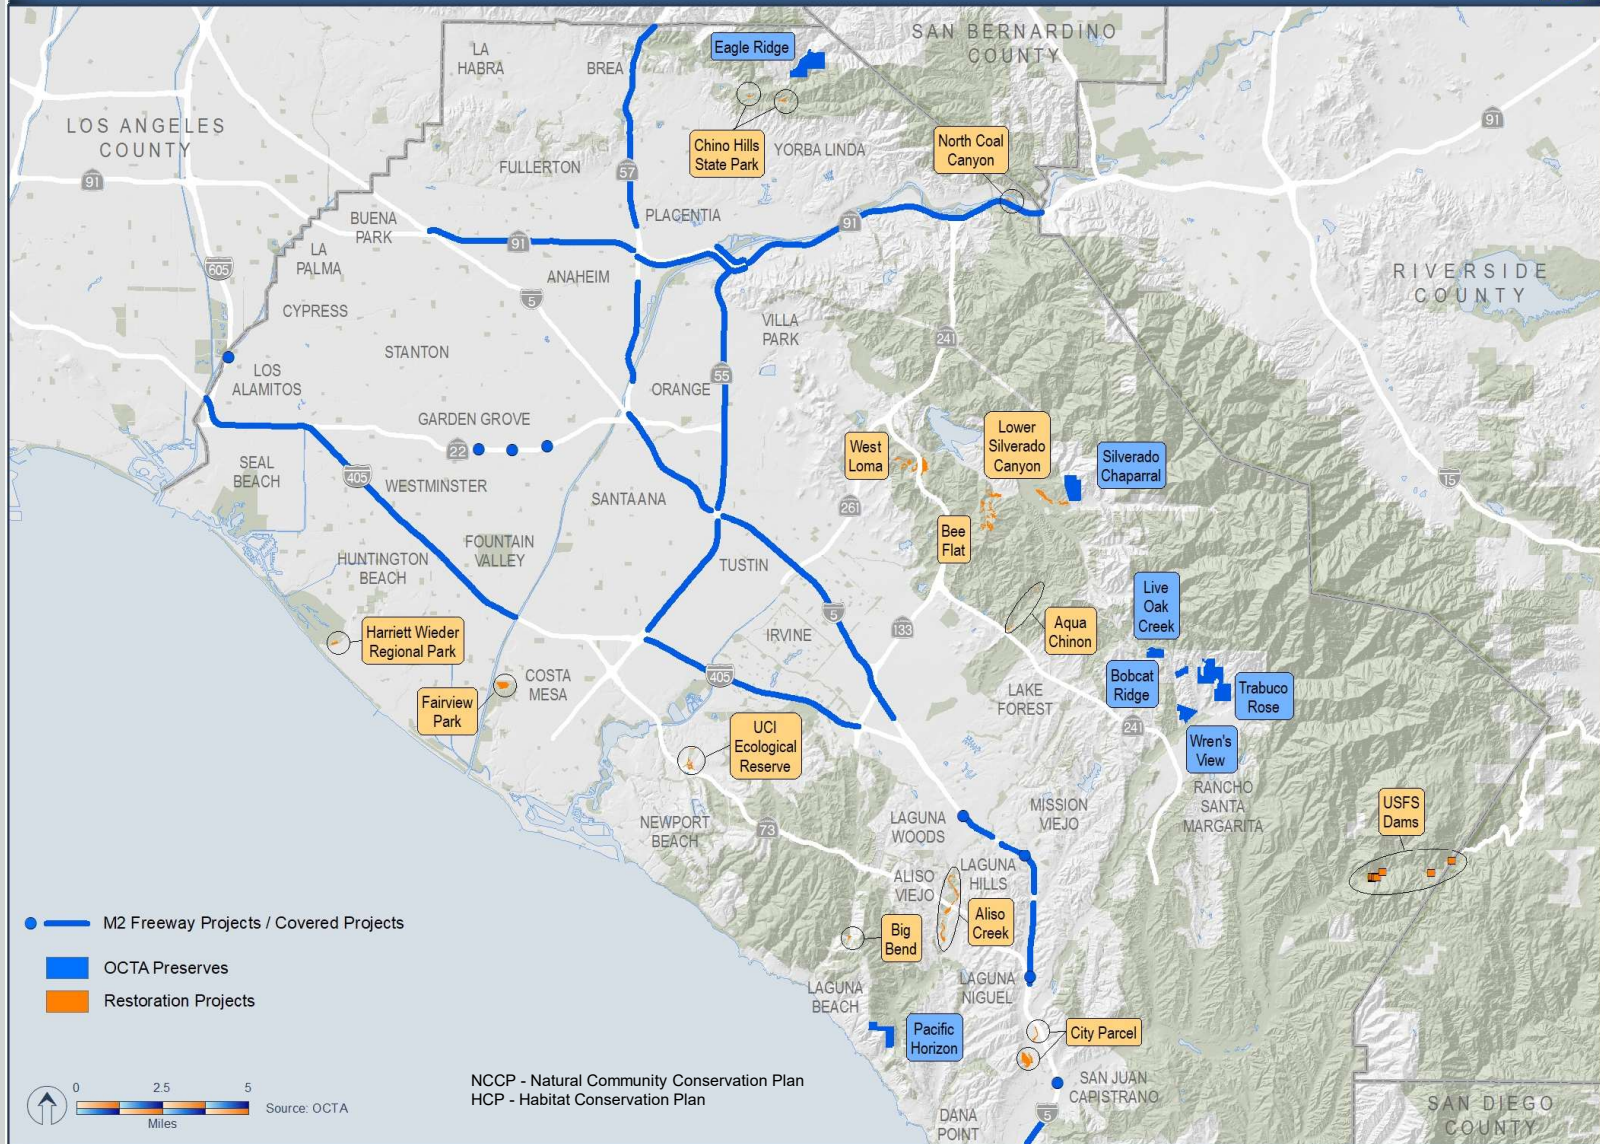 SAN BERNARDINO
COUNTY
LA
HABRA
BREA
Eagle Ridge
LOS ANGELES
COUNTY
91
91
Chino Hills
State Park
YORBA LINDA
North Coal
Canyon
FULLERTON
57
PLACENTIA
BUENA
PARK
91
91
LA
PALMA
605
ANAHEIM
5
CYPRESS
RIVERSIDE
COUNTY
VILLA
PARK
241
STANTON
LOS
ALAMITOS
ORANGE
55
GARDEN GROVE
22
West
Loma
Lower
Silverado
Canyon
Silverado
Chaparral
SEAL
BEACH
405
WESTMINSTER
SANTA ANA
261
15
Bee
Flat
FOUNTAIN
VALLEY
HUNTINGTON
BEACH
TUSTIN
Live
Oak
Creek
5
IRVINE
133
Aqua
Chinon
Harriett Wieder
Regional Park
COSTA
MESA
405
Bobcat
Ridge
LAKE
FOREST
Trabuco
Rose
Fairview
Park
241
UCI
Ecological
Reserve
Wren's
View
RANCHO
SANTA
MARGARITA
MISSION
VIEJO
USFS
Dams
NEWPORT
BEACH
73
LAGUNA
WOODS
LAGUNA
HILLS
ALISO
VIEJO
Aliso
Creek
Big
Bend
M2 Freeway Projects / Covered Projects
OCTA Preserves
Restoration Projects
LAGUNA
NIGUEL
LAGUNA
BEACH
Pacific
Horizon
City Parcel
SAN JUAN
CAPISTRANO
5
DANA
POINT
SAN DIEGO
COUNTY
0 2.5 5
Miles
Source: OCTA
NCCP - Natural Community Conservation Plan
HCP - Habitat Conservation Plan